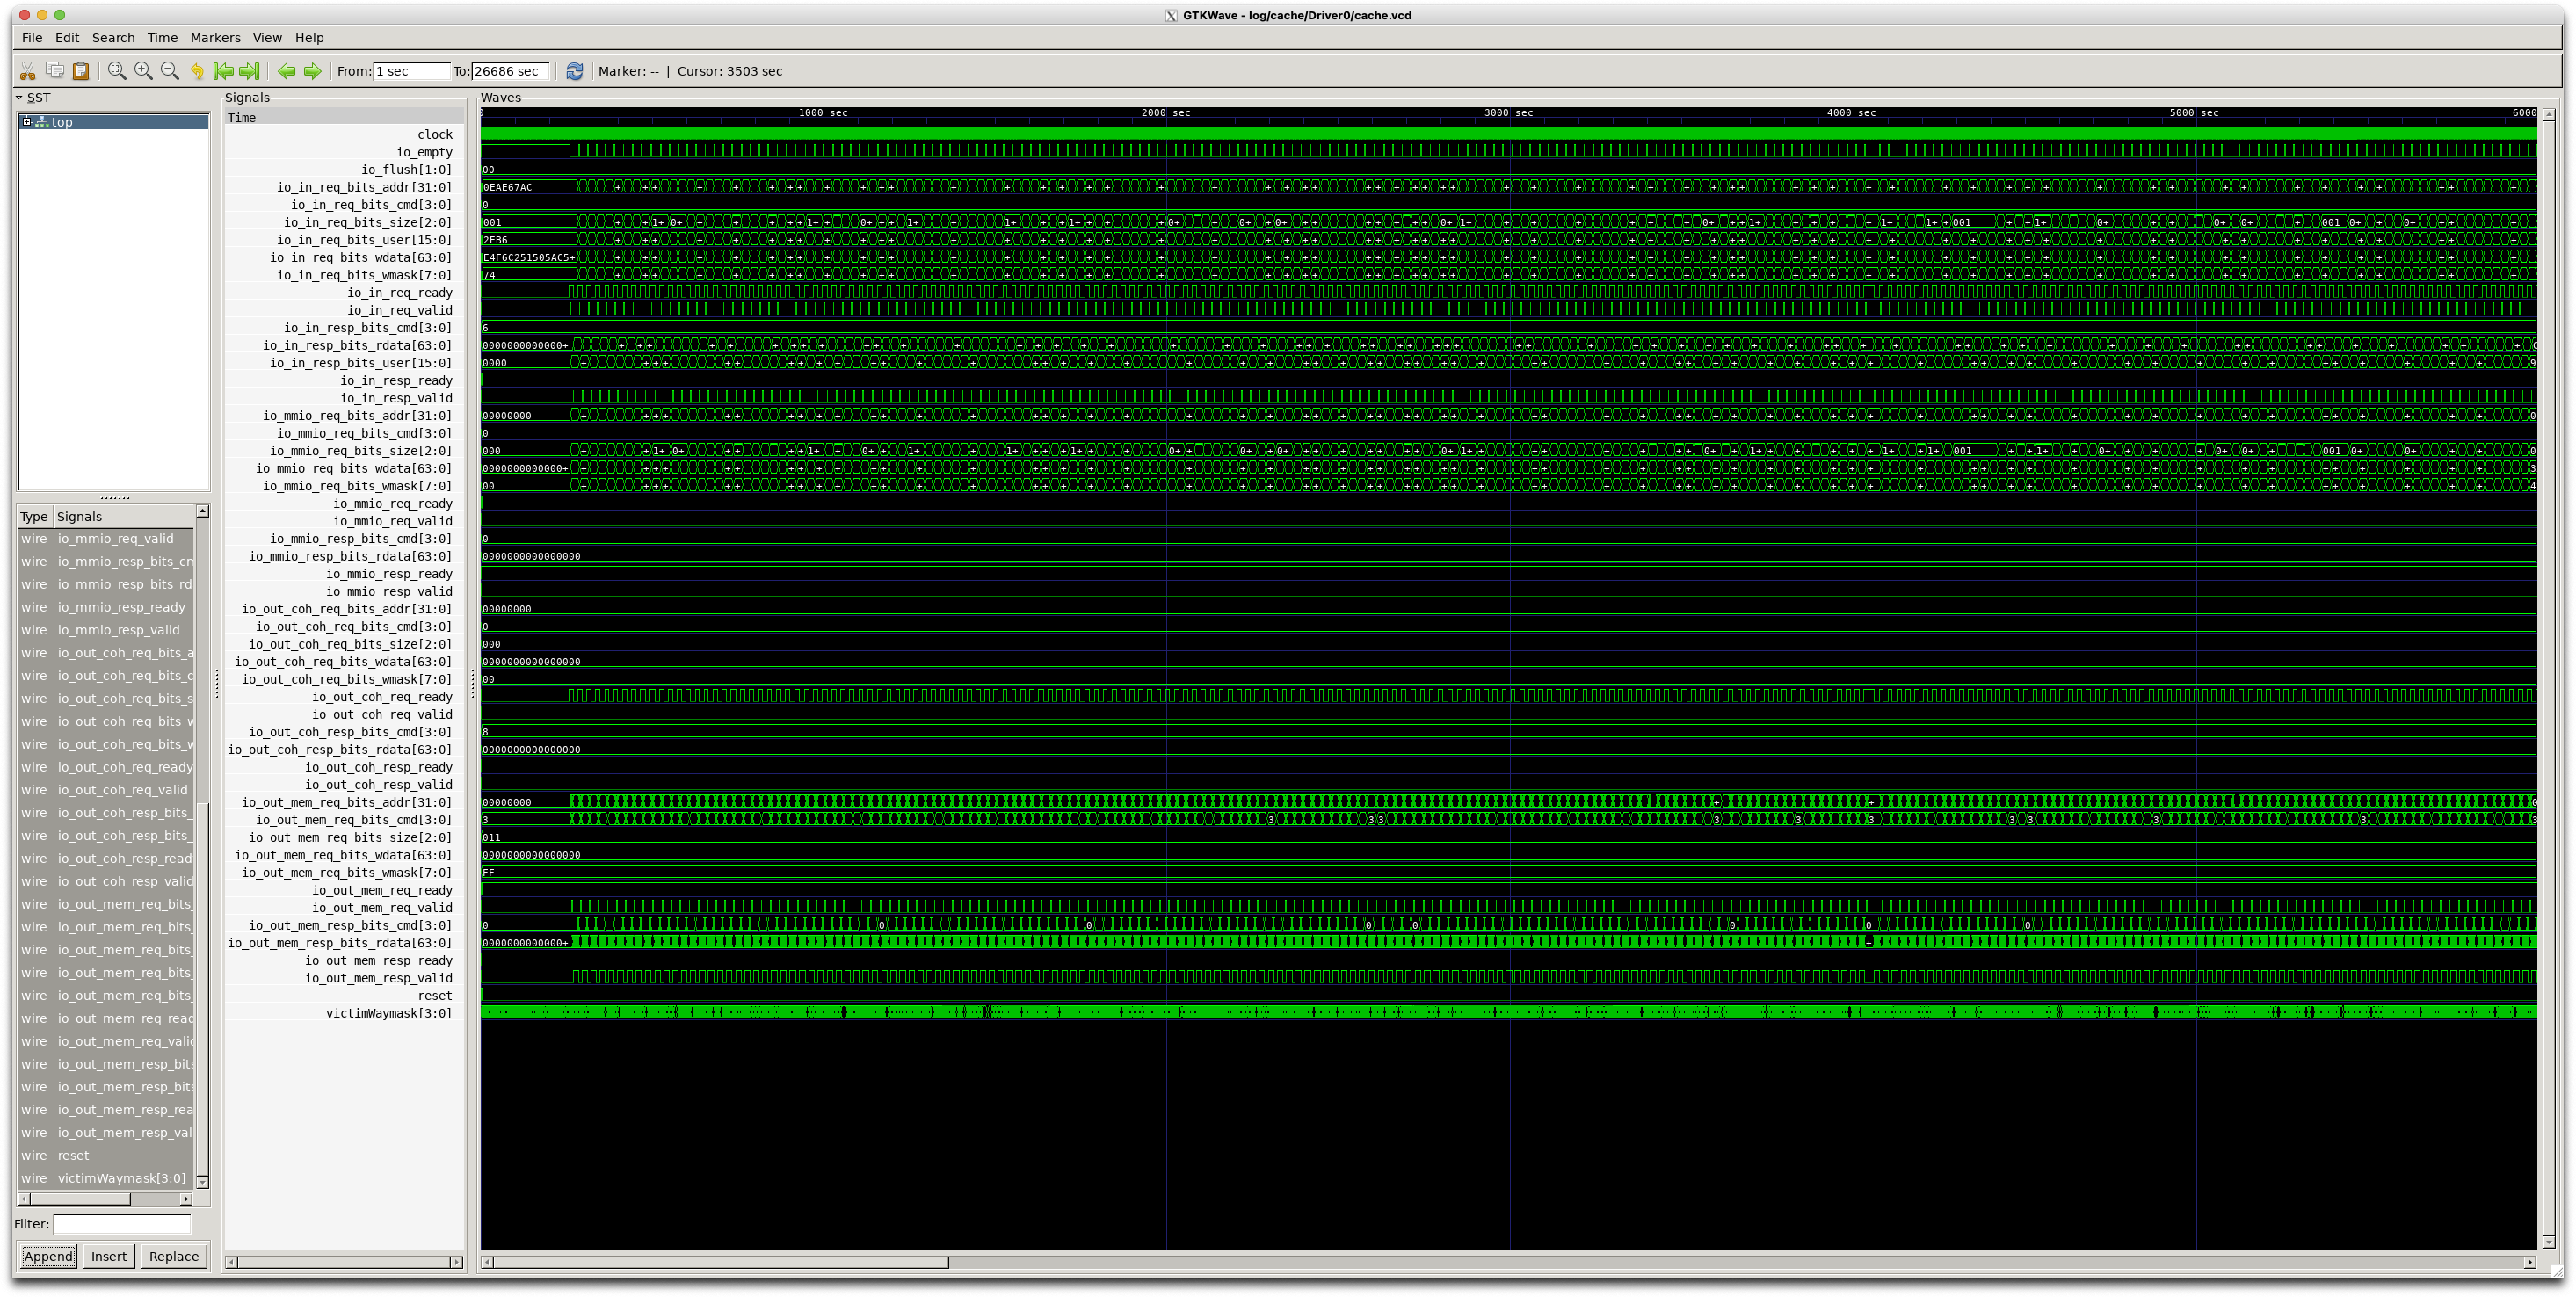 GTKWave - log/cache/Driver0/cache.vcd
File Edit Search Time Markers View Help
From: 1 sec To: 26686 sec Marker: -- | Cursor: 3503 sec
SST
top
Type Signals
wire io_mmio_req_valid
wire io_mmio_resp_bits_cm
wire io_mmio_resp_bits_rd
wire io_mmio_resp_ready
wire io_mmio_resp_valid
wire io_out_coh_req_bits_a
wire io_out_coh_req_bits_c
wire io_out_coh_req_bits_s
wire io_out_coh_req_bits_w
wire io_out_coh_req_bits_w
wire io_out_coh_req_ready
wire io_out_coh_req_valid
wire io_out_coh_resp_bits_
wire io_out_coh_resp_bits_
wire io_out_coh_resp_read
wire io_out_coh_resp_valid
wire io_out_mem_req_bits_
wire io_out_mem_req_bits_
wire io_out_mem_req_bits_
wire io_out_mem_req_bits_
wire io_out_mem_req_bits_
wire io_out_mem_req_read
wire io_out_mem_req_valid
wire io_out_mem_resp_bits
wire io_out_mem_resp_bits
wire io_out_mem_resp_rea
wire io_out_mem_resp_val
wire reset
wire victimWaymask[3:0]
Filter:
Append Insert Replace
Signals
Time
clock
io_empty
io_flush[1:0]
io_in_req_bits_addr[31:0]
io_in_req_bits_cmd[3:0]
io_in_req_bits_size[2:0]
io_in_req_bits_user[15:0]
io_in_req_bits_wdata[63:0]
io_in_req_bits_wmask[7:0]
io_in_req_ready
io_in_req_valid
io_in_resp_bits_cmd[3:0]
io_in_resp_bits_rdata[63:0]
io_in_resp_bits_user[15:0]
io_in_resp_ready
io_in_resp_valid
io_mmio_req_bits_addr[31:0]
io_mmio_req_bits_cmd[3:0]
io_mmio_req_bits_size[2:0]
io_mmio_req_bits_wdata[63:0]
io_mmio_req_bits_wmask[7:0]
io_mmio_req_ready
io_mmio_req_valid
io_mmio_resp_bits_cmd[3:0]
io_mmio_resp_bits_rdata[63:0]
io_mmio_resp_ready
io_mmio_resp_valid
io_out_coh_req_bits_addr[31:0]
io_out_coh_req_bits_cmd[3:0]
io_out_coh_req_bits_size[2:0]
io_out_coh_req_bits_wdata[63:0]
io_out_coh_req_bits_wmask[7:0]
io_out_coh_req_ready
io_out_coh_req_valid
io_out_coh_resp_bits_cmd[3:0]
io_out_coh_resp_bits_rdata[63:0]
io_out_coh_resp_ready
io_out_coh_resp_valid
io_out_mem_req_bits_addr[31:0]
io_out_mem_req_bits_cmd[3:0]
io_out_mem_req_bits_size[2:0]
io_out_mem_req_bits_wdata[63:0]
io_out_mem_req_bits_wmask[7:0]
io_out_mem_req_ready
io_out_mem_req_valid
io_out_mem_resp_bits_cmd[3:0]
io_out_mem_resp_bits_rdata[63:0]
io_out_mem_resp_ready
io_out_mem_resp_valid
reset
victimWaymask[3:0]
Waves
1000 sec 2000 sec 3000 sec 4000 sec 5000 sec 6000
00
0EAE67AC
0
001
2EB6
E4F6C251505AC5+
74
6
0000000000000+
0000
00000000
0
000
0000000000000+
00
0
0000000000000000
00000000
0
000
0000000000000000
00
8
0000000000000000
00000000
3
011
0000000000000000
FF
0
0000000000000+